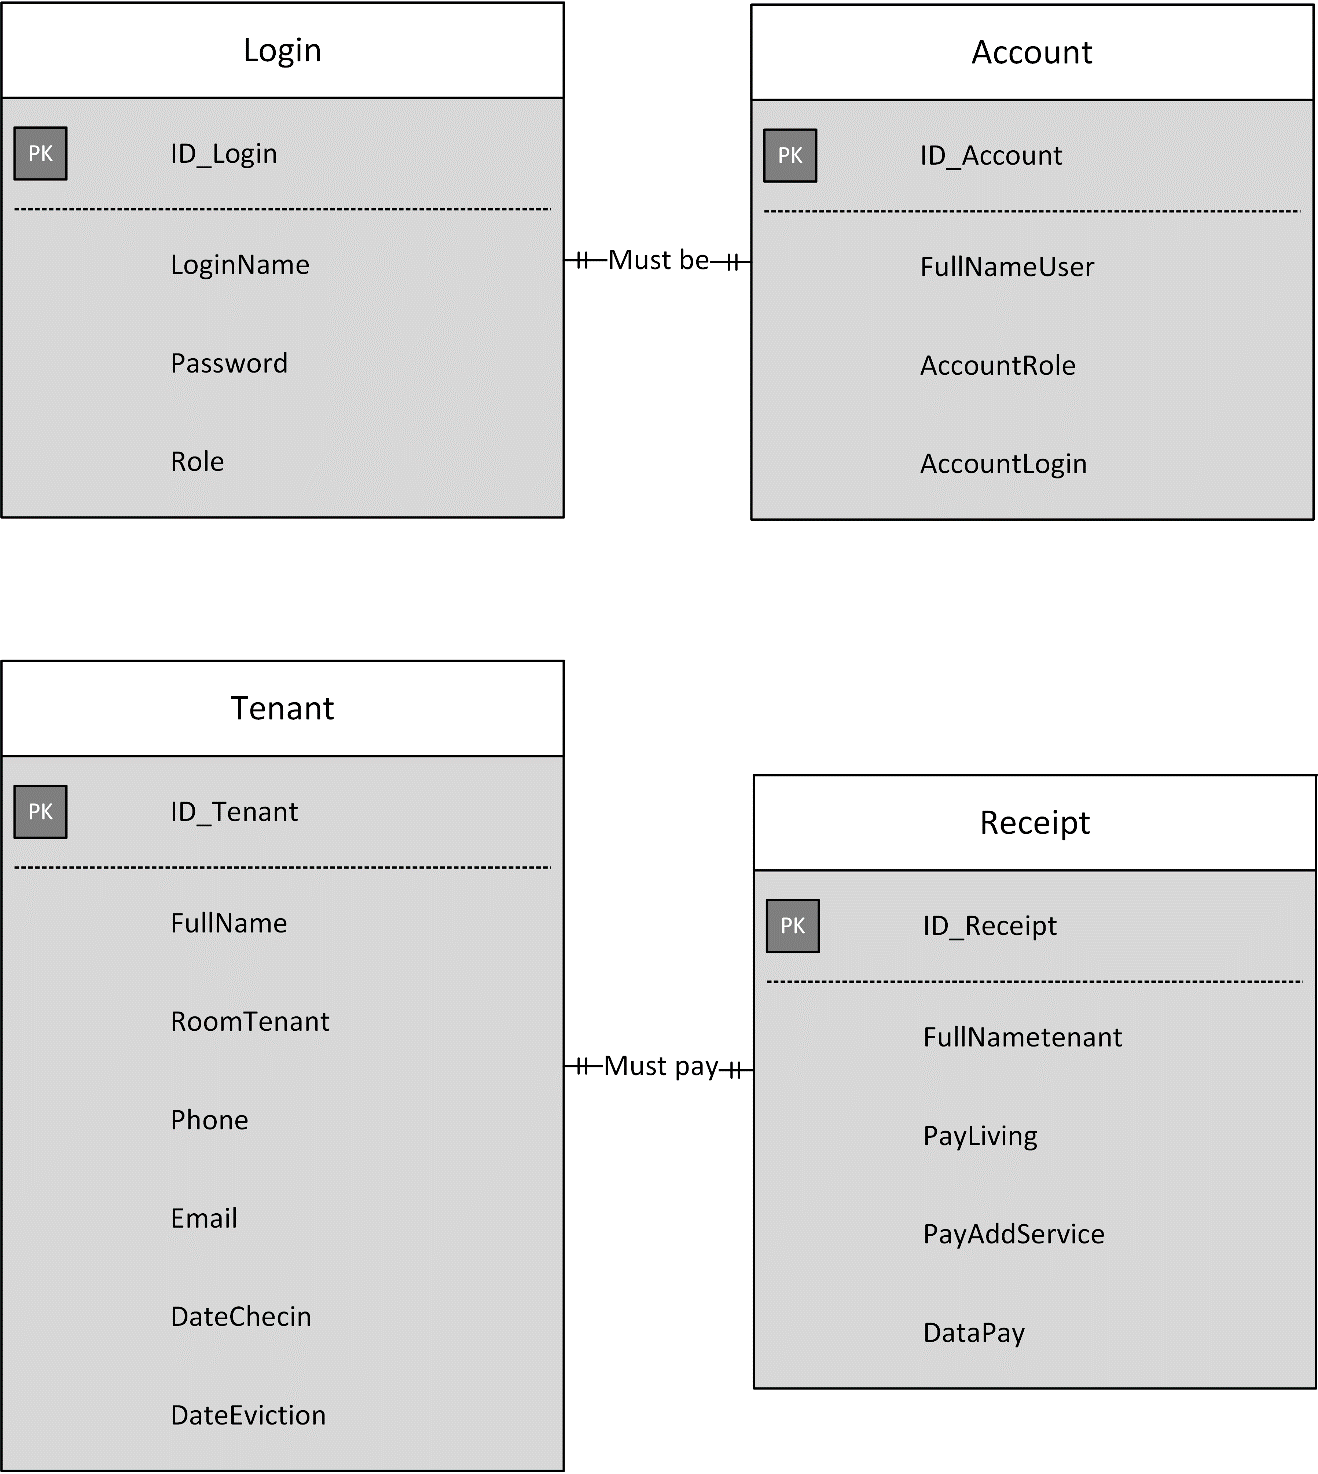 Login
PK ID_Login
LoginName
Password
Role
Must be
Account
PK ID_Account
FullNameUser
AccountRole
AccountLogin
Tenant
PK ID_Tenant
FullName
RoomTenant
Phone
Email
DateChecin
DateEviction
Must pay
Receipt
PK ID_Receipt
FullNametenant
PayLiving
PayAddService
DataPay